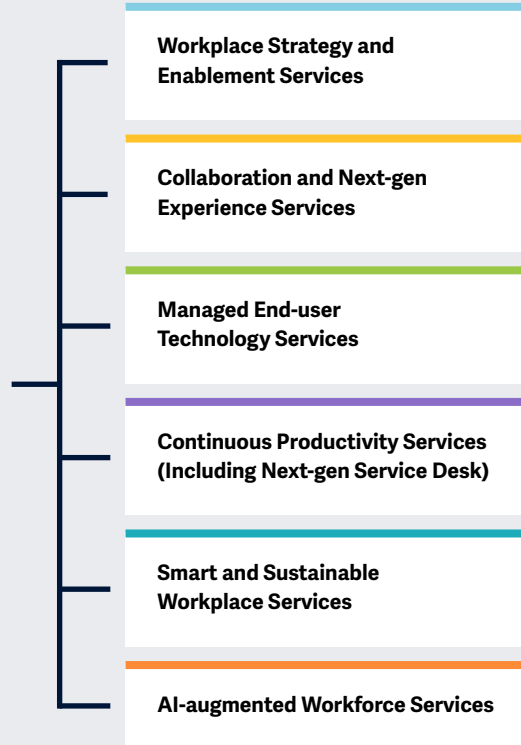 Workplace Strategy and
Enablement Services
Collaboration and Next-gen
Experience Services
Managed End-user
Technology Services
Continuous Productivity Services
(Including Next-gen Service Desk)
Smart and Sustainable
Workplace Services
AI-augmented Workforce Services